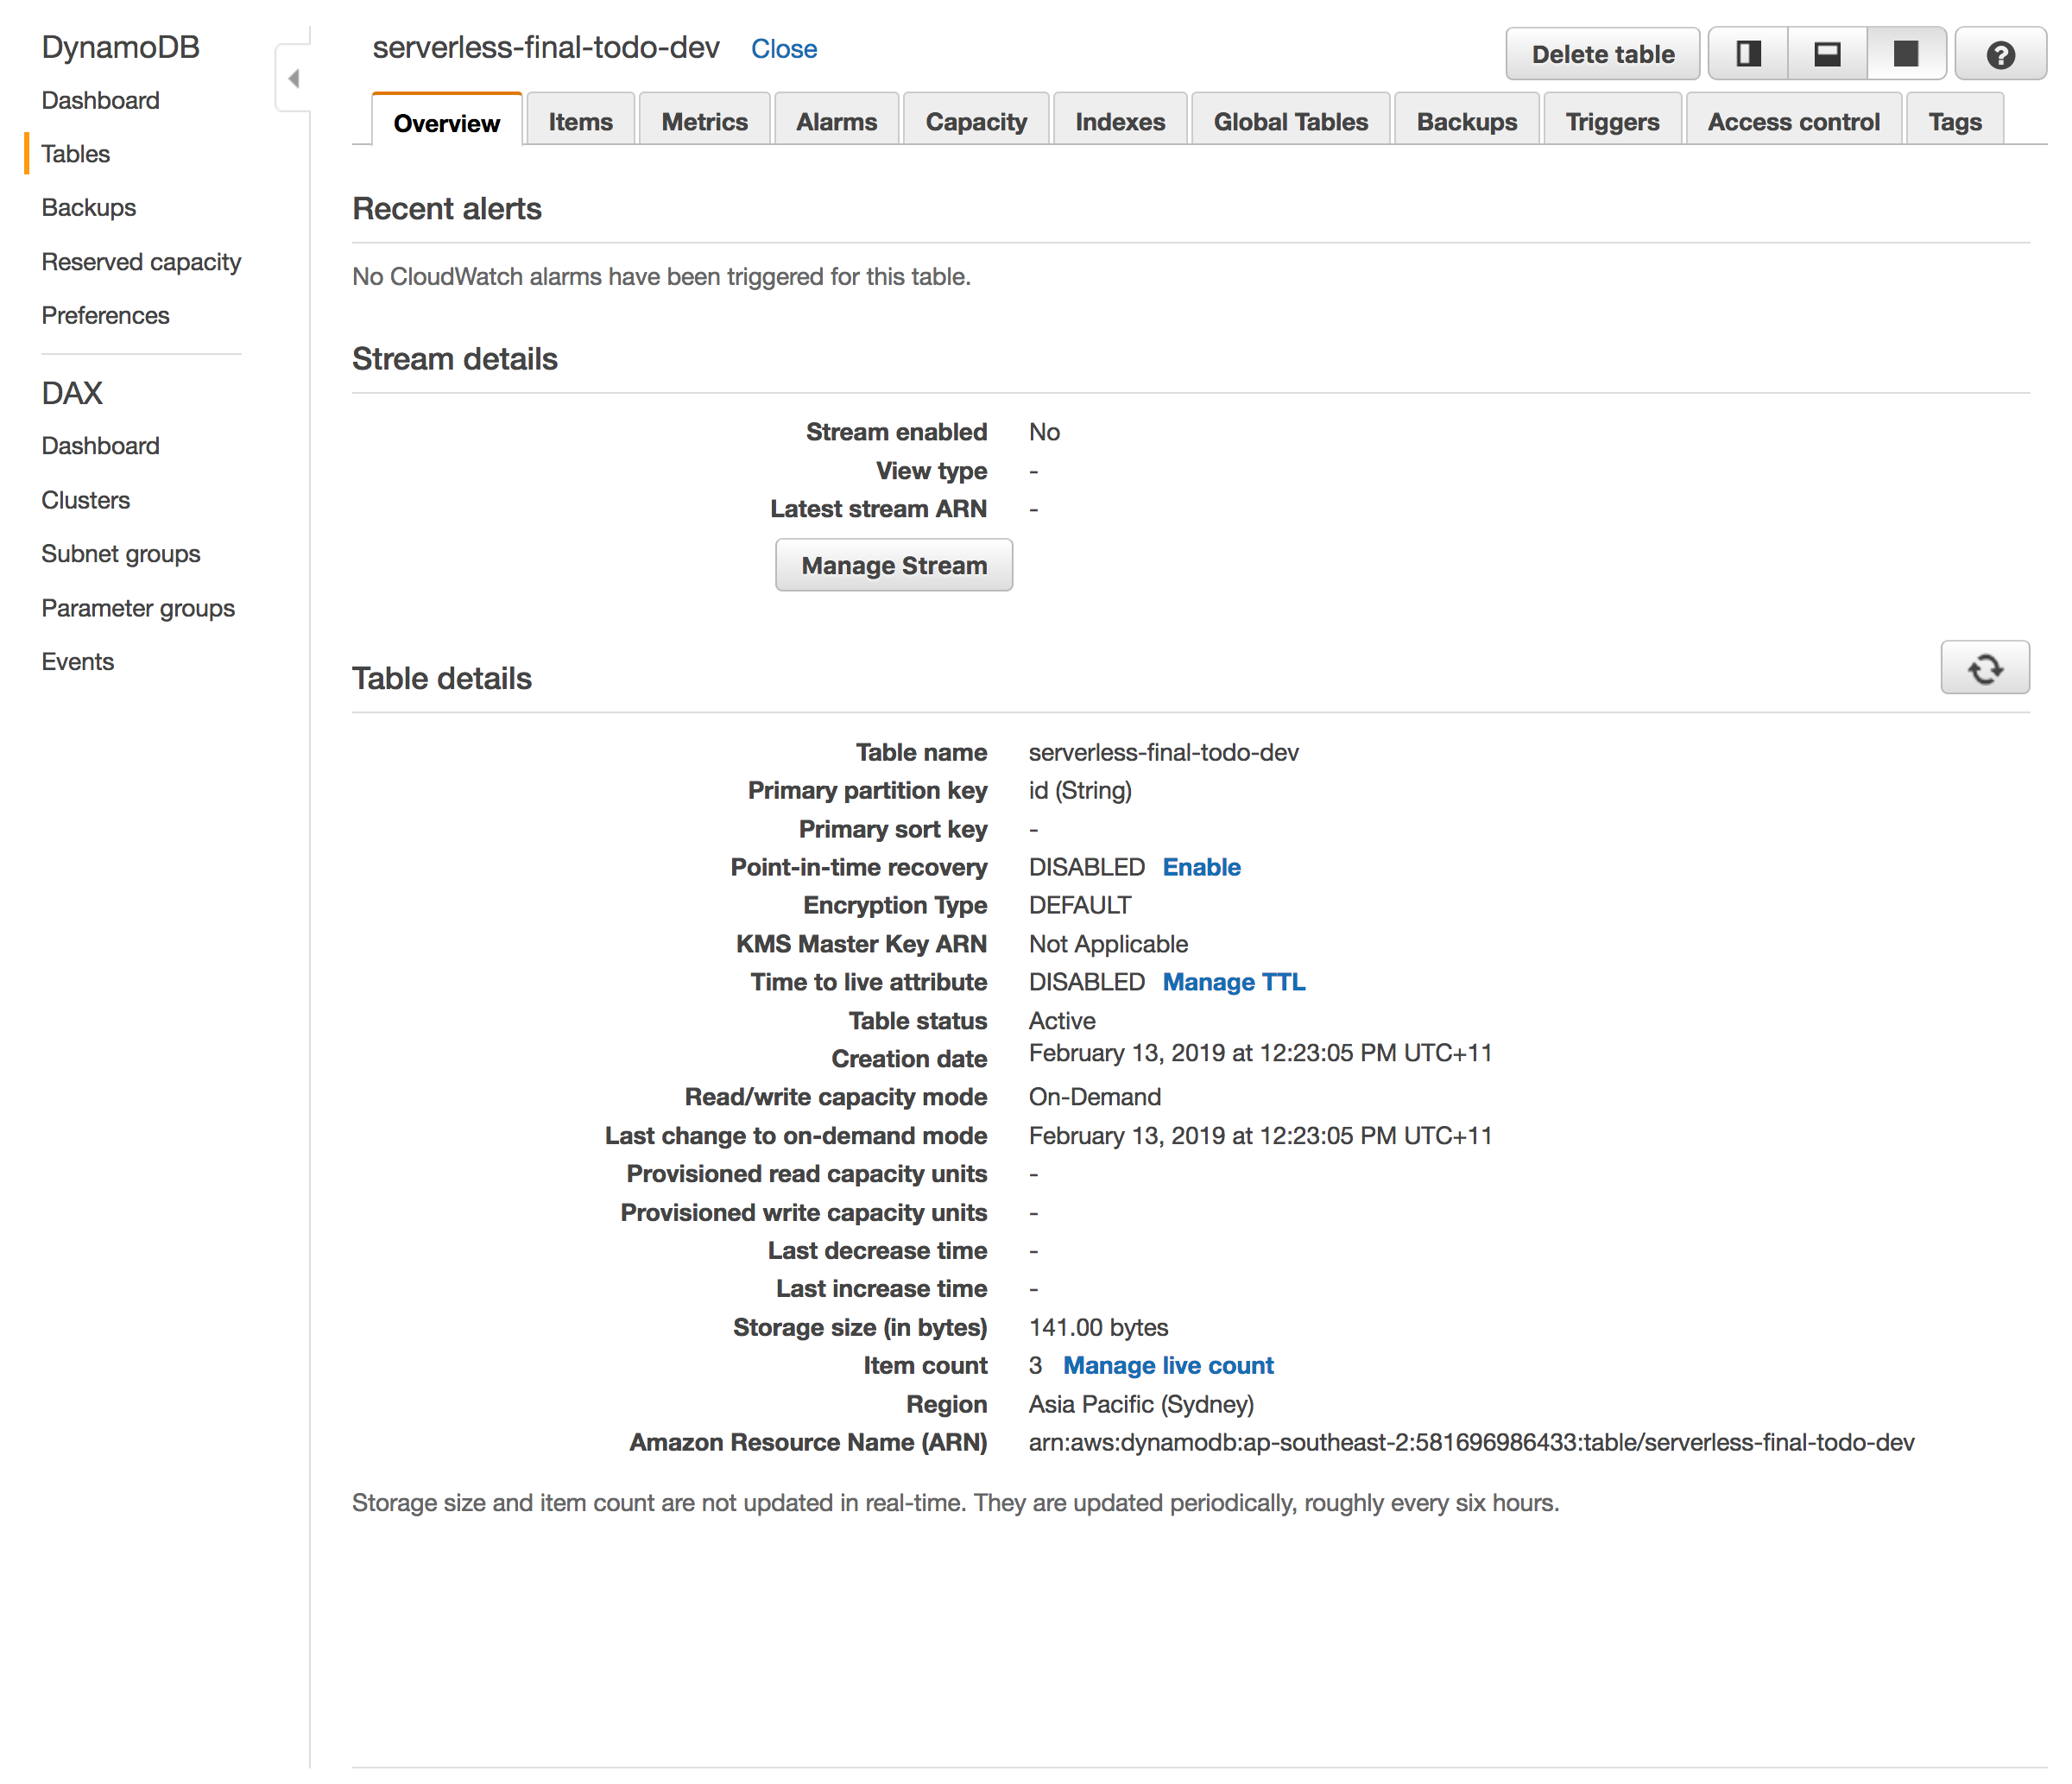 DynamoDB
Dashboard
Tables
Backups
Reserved capacity
Preferences
DAX
Dashboard
Clusters
Subnet groups
Parameter groups
Events
serverless-final-todo-dev Close
Delete table
Overview Items Metrics Alarms Capacity Indexes Global Tables Backups Triggers Access control Tags
Recent alerts
No CloudWatch alarms have been triggered for this table.
Stream details
Stream enabled No
View type -
Latest stream ARN -
Manage Stream
Table details
Table name serverless-final-todo-dev
Primary partition key id (String)
Primary sort key -
Point-in-time recovery DISABLED Enable
Encryption Type DEFAULT
KMS Master Key ARN Not Applicable
Time to live attribute DISABLED Manage TTL
Table status Active
Creation date February 13, 2019 at 12:23:05 PM UTC+11
Read/write capacity mode On-Demand
Last change to on-demand mode February 13, 2019 at 12:23:05 PM UTC+11
Provisioned read capacity units -
Provisioned write capacity units -
Last decrease time -
Last increase time -
Storage size (in bytes) 141.00 bytes
Item count 3 Manage live count
Region Asia Pacific (Sydney)
Amazon Resource Name (ARN) arn:aws:dynamodb:ap-southeast-2:581696986433:table/serverless-final-todo-dev
Storage size and item count are not updated in real-time. They are updated periodically, roughly every six hours.